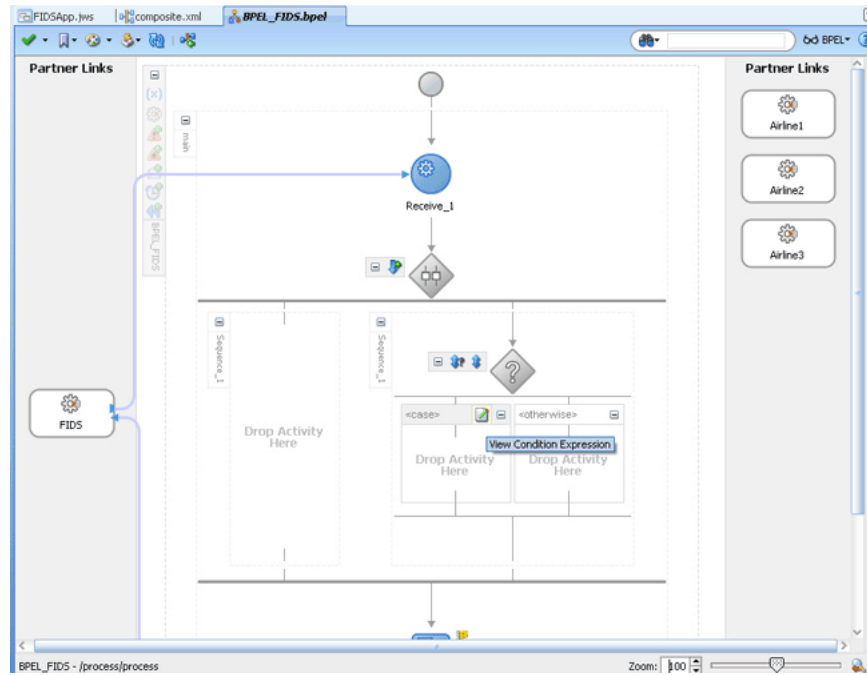 FIDSApp.jws
composite.xml
BPEL_FIDS.bpel
BPEL
Partner Links
Partner Links
(x)
main
BPEL_FIDS
Airline1
Airline2
Airline3
Receive_1
Sequence_1
Sequence_1
FIDS
<case>
<otherwise>
View Condition Expression
Drop Activity
Here
Drop Activity
Here
Drop Activity
Here
BPEL_FIDS - /process/process
Zoom: 100